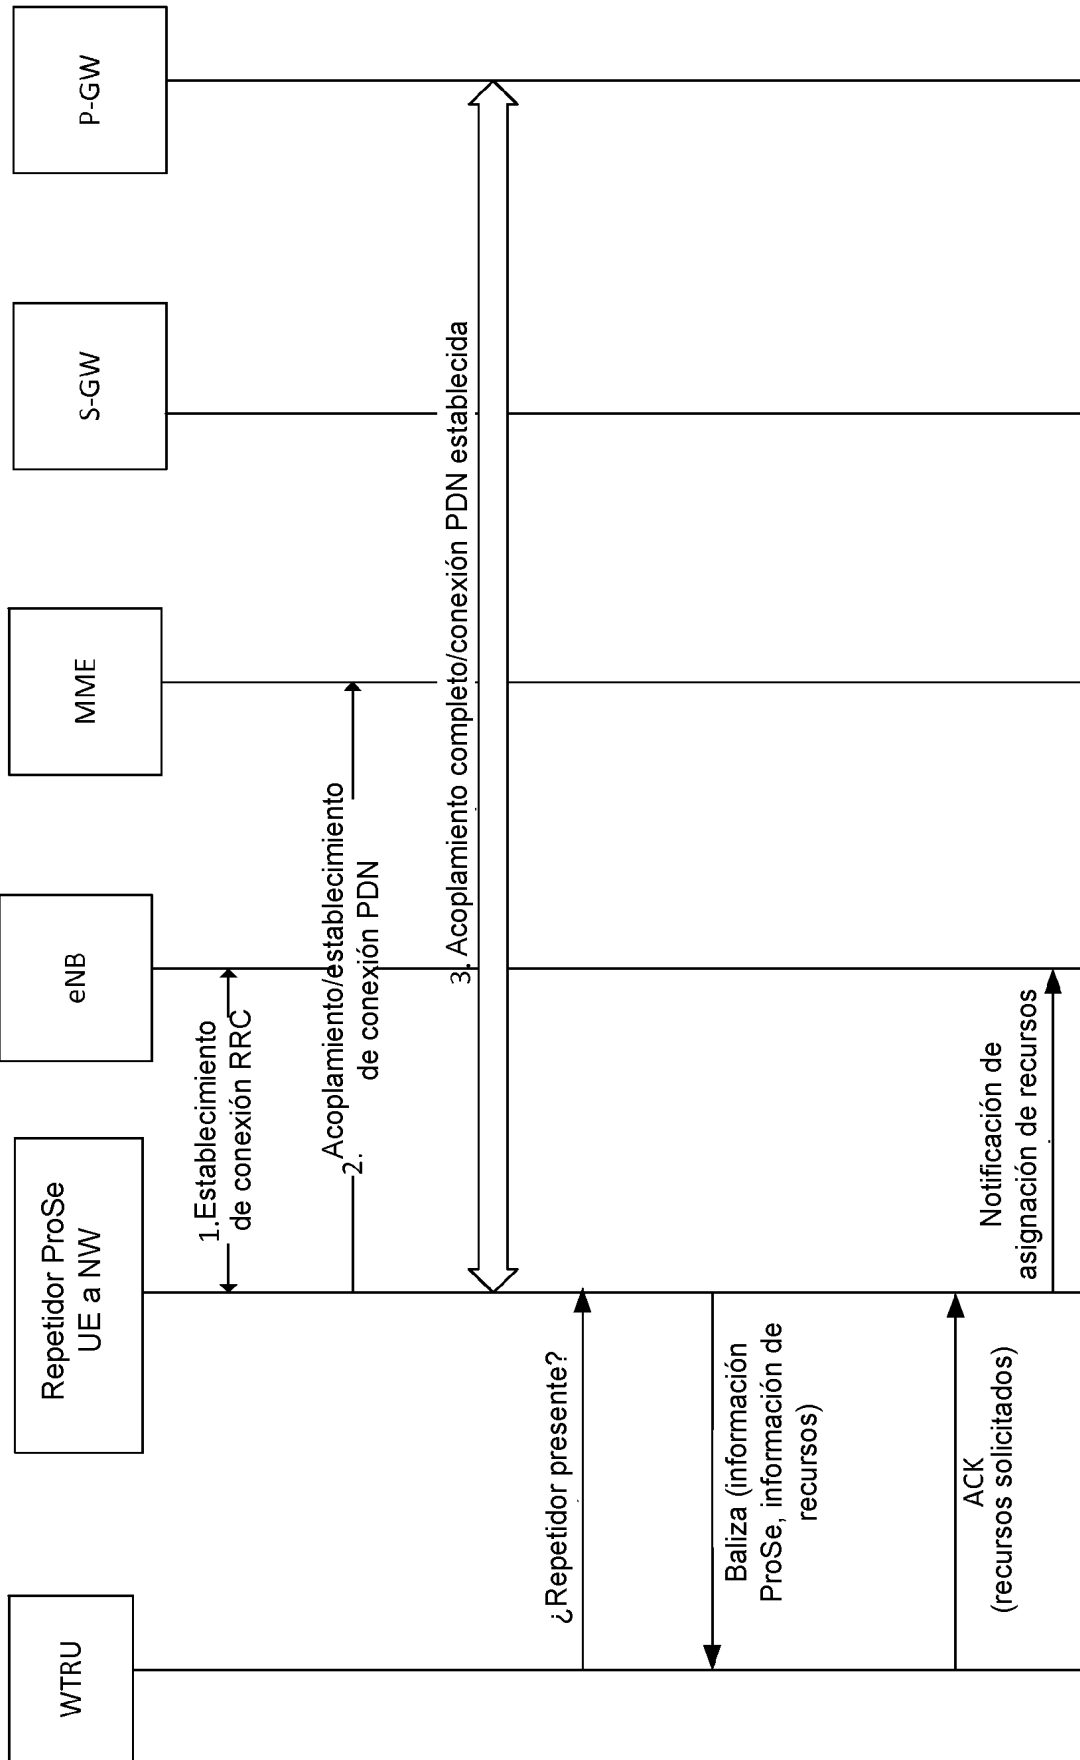 WTRU
Repetidor ProSe
UE a NW
eNB
MME
S-GW
P-GW
1.Establecimiento
de conexión RRC
2.
Acoplamiento/establecimiento
de conexión PDN
3. Acoplamiento completo/conexión PDN establecida
¿Repetidor presente?
Baliza (información
ProSe, información de
recursos)
ACK
(recursos solicitados)
Notificación de
asignación de recursos